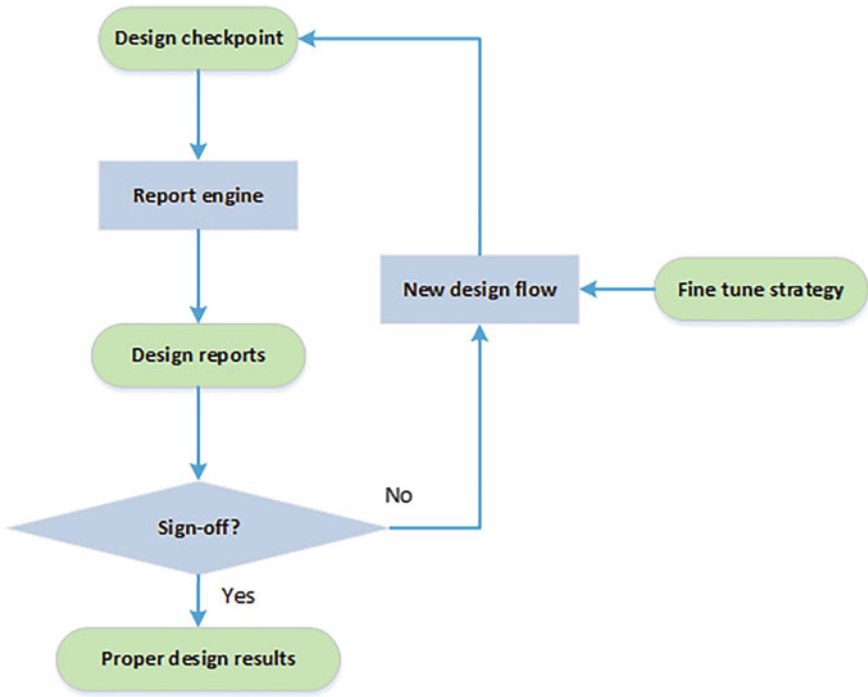 Design checkpoint
Report engine
New design flow
Fine tune strategy
Design reports
No
Sign-off?
Yes
Proper design results